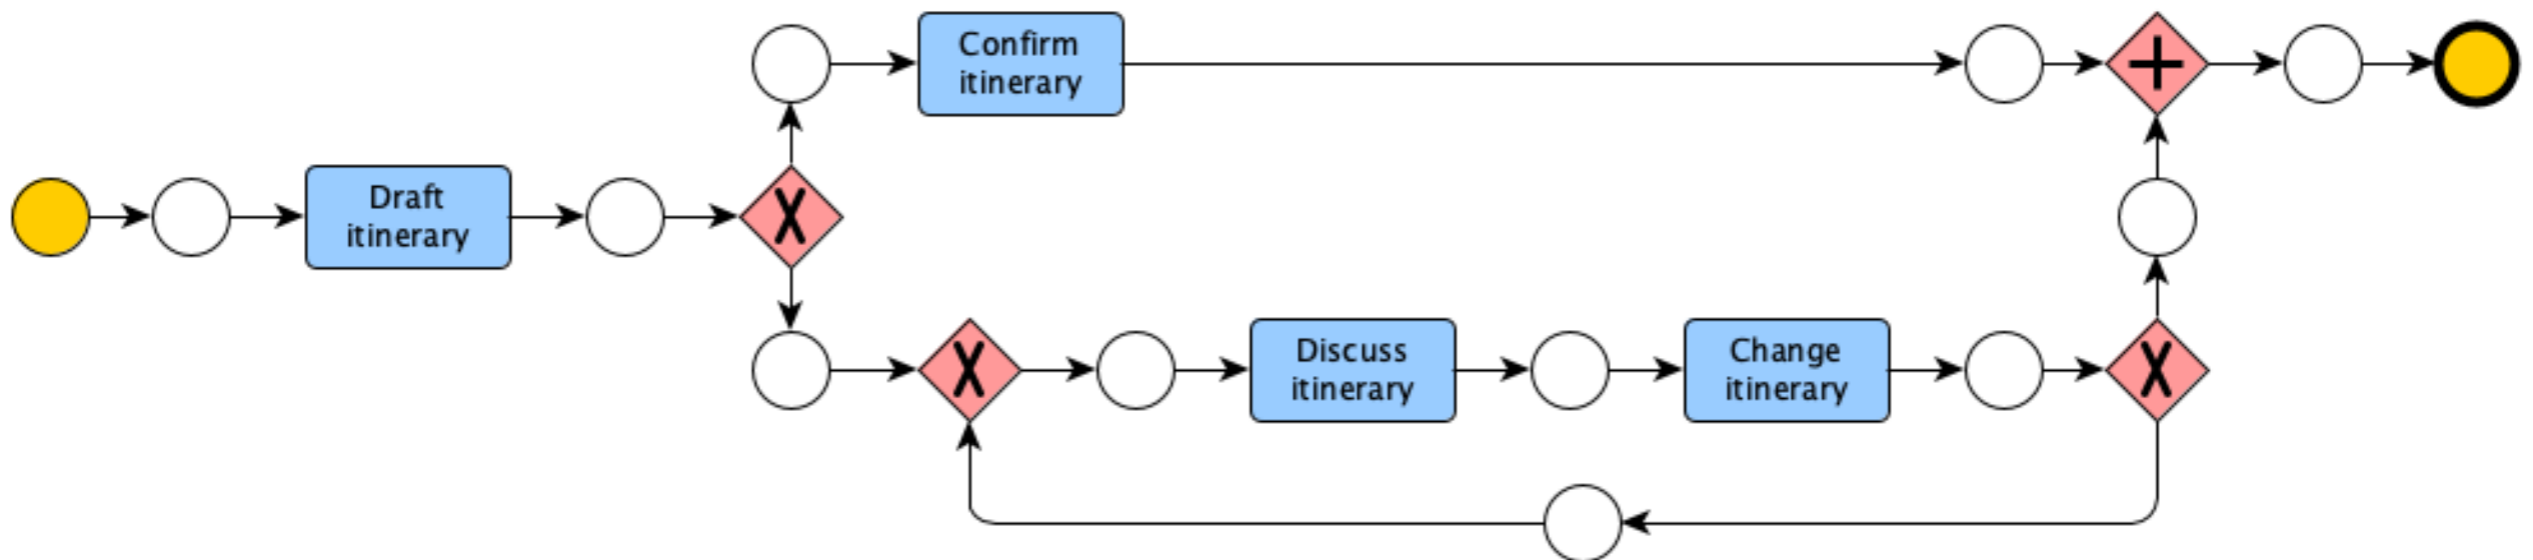 Confirm
itinerary
Draft
itinerary
X
+
Discuss
itinerary
Change
itinerary
X
X